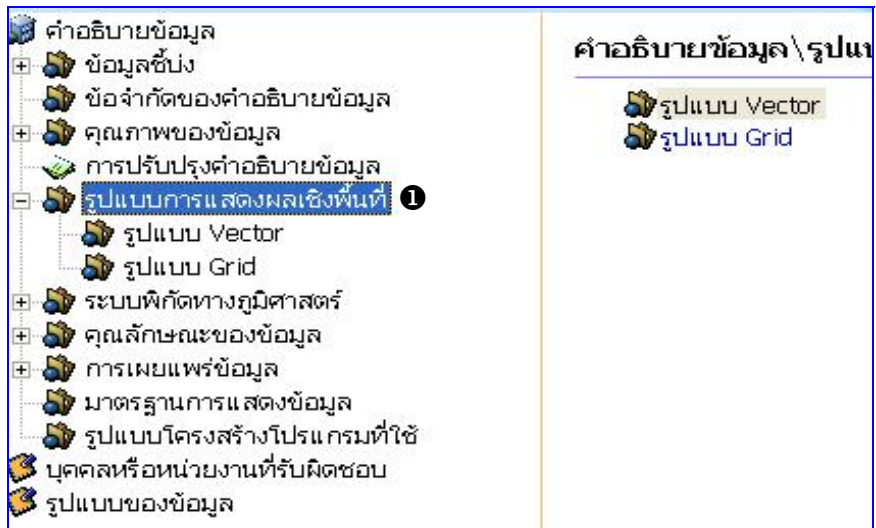 คำอธิบายข้อมูล
ข้อมูลชี้บ่ง
ข้อจำกัดของคำอธิบายข้อมูล
คุณภาพของข้อมูล
การปรับปรุงคำอธิบายข้อมูล
รูปแบบการแสดงผลเชิงพื้นที่ ❶
รูปแบบ Vector
รูปแบบ Grid
ระบบพิกัดทางภูมิศาสตร์
คุณลักษณะของข้อมูล
การเผยแพร่ข้อมูล
มาตรฐานการแสดงข้อมูล
รูปแบบโครงสร้างโปรแกรมที่ใช้
บุคคลหรือหน่วยงานที่รับผิดชอบ
รูปแบบของข้อมูล
คำอธิบายข้อมูล\รูปแบ
รูปแบบ Vector
รูปแบบ Grid